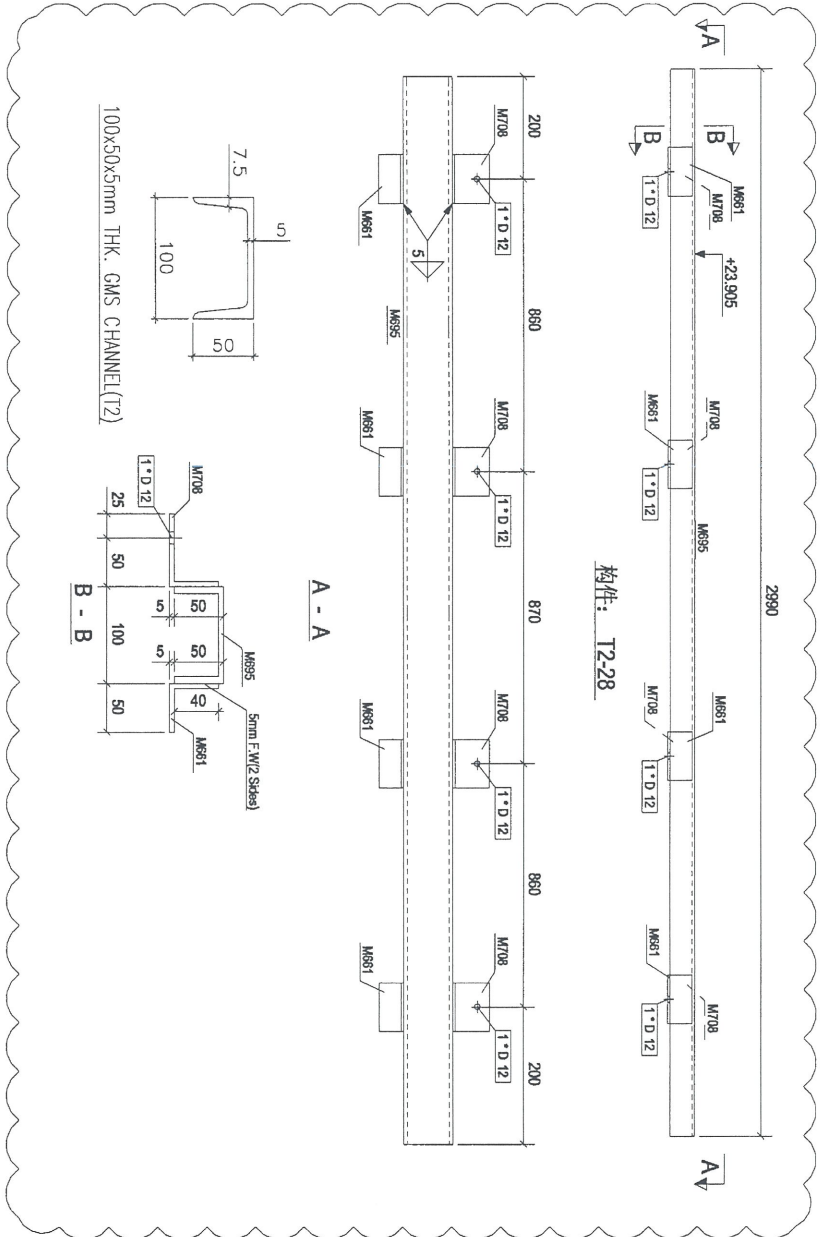 A
2990
A
B
B
M661
M708
1*D 12
+23.905
M708
M661
1*D 12
M695
M661
M708
1*D 12
M708
M661
1*D 12
构件: T2-28
200
860
870
860
200
M708
1*D 12
M708
1*D 12
M708
1*D 12
M708
1*D 12
5
M695
M661
M661
M661
M661
A - A
5
7.5
100
50
100x50x5mm THK. GMS CHANNEL(T2)
M695
5mm F.W(2 Sides)
M708
1*D 12
50
50
5
5
40
M661
25
50
100
50
B - B